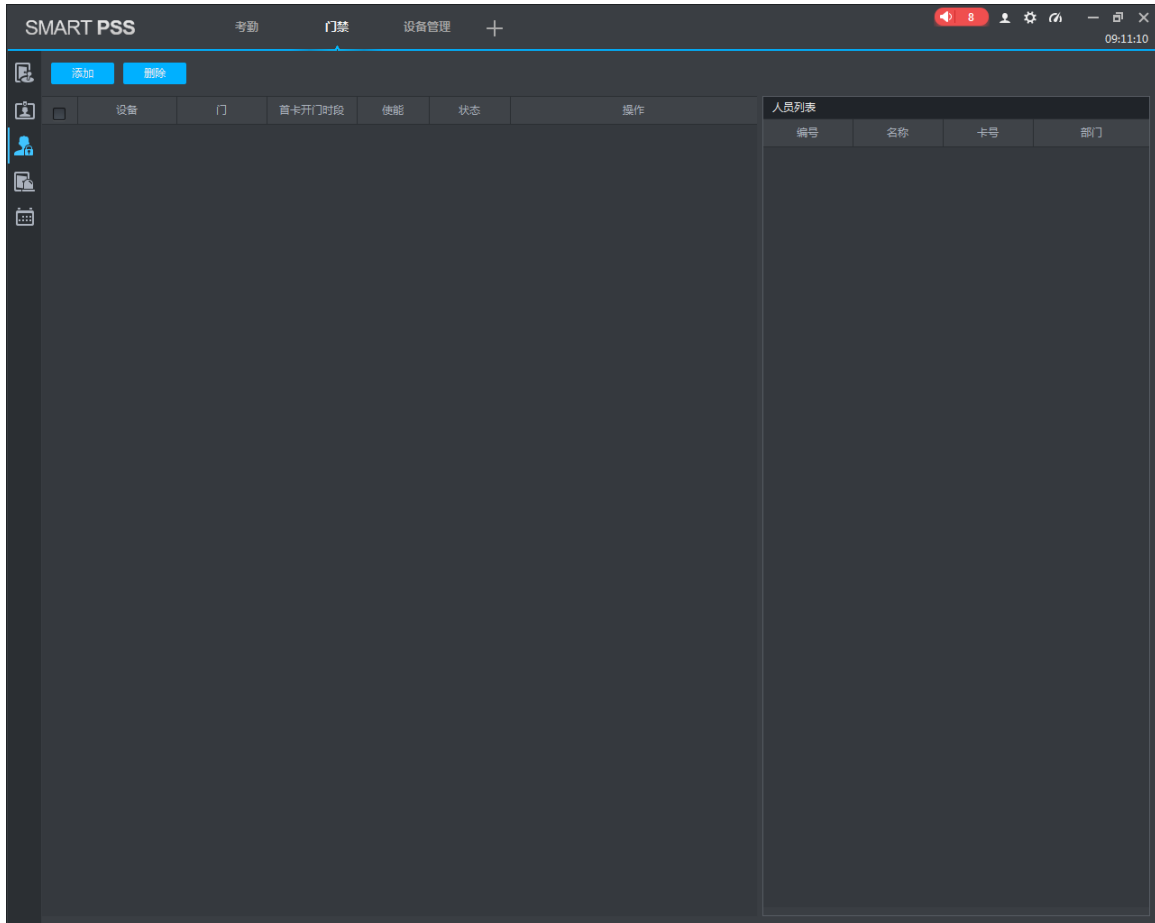 SMART PSS 考勤 门禁 设备管理 8
09:11:10
添加 删除
设备 门 首卡开门时段 使能 状态 操作
人员列表
编号 名称 卡号 部门